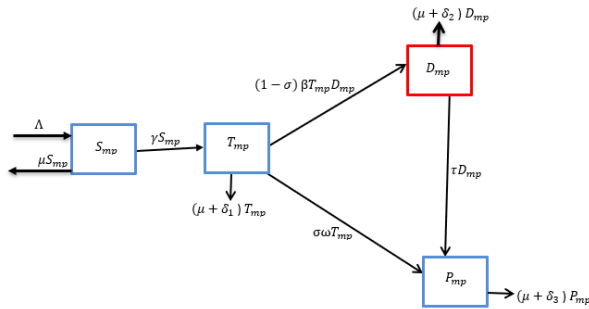 (μ + δ₂ ) Dₘₚ
Dₘₚ
(1 − σ) βTₘₚDₘₚ
Λ
μSₘₚ
Sₘₚ
γSₘₚ
Tₘₚ
τDₘₚ
(μ + δ₁ ) Tₘₚ
σωTₘₚ
Pₘₚ
(μ + δ₃ ) Pₘₚ